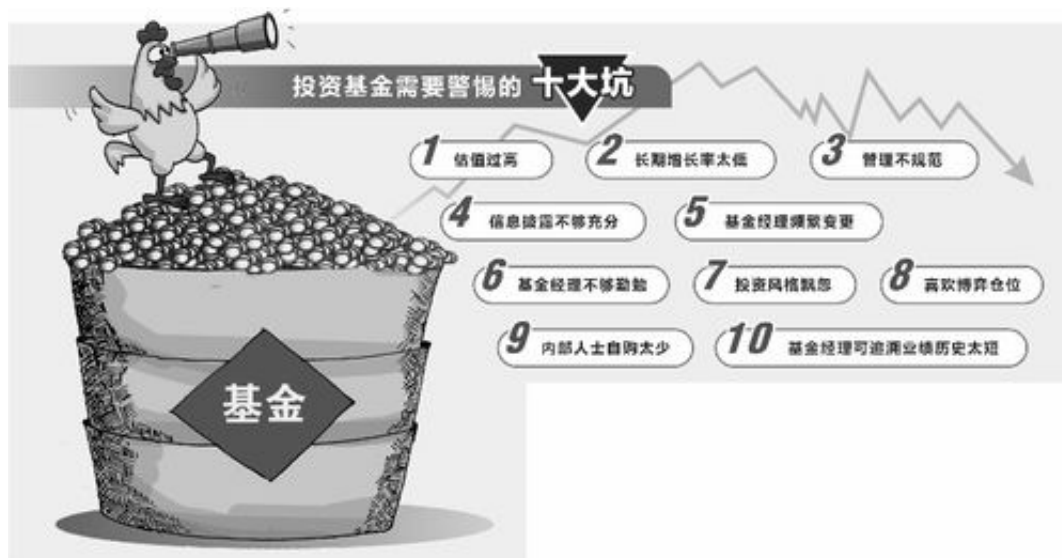 投资基金需要警惕的 十大坑
1 估值过高
2 长期增长率太低
3 管理不规范
4 信息披露不够充分
5 基金经理频繁变更
6 基金经理不够勤勉
7 投资风格飘忽
8 喜欢博弈仓位
9 内部人士自购太少
10 基金经理可追溯业绩历史太短
基金